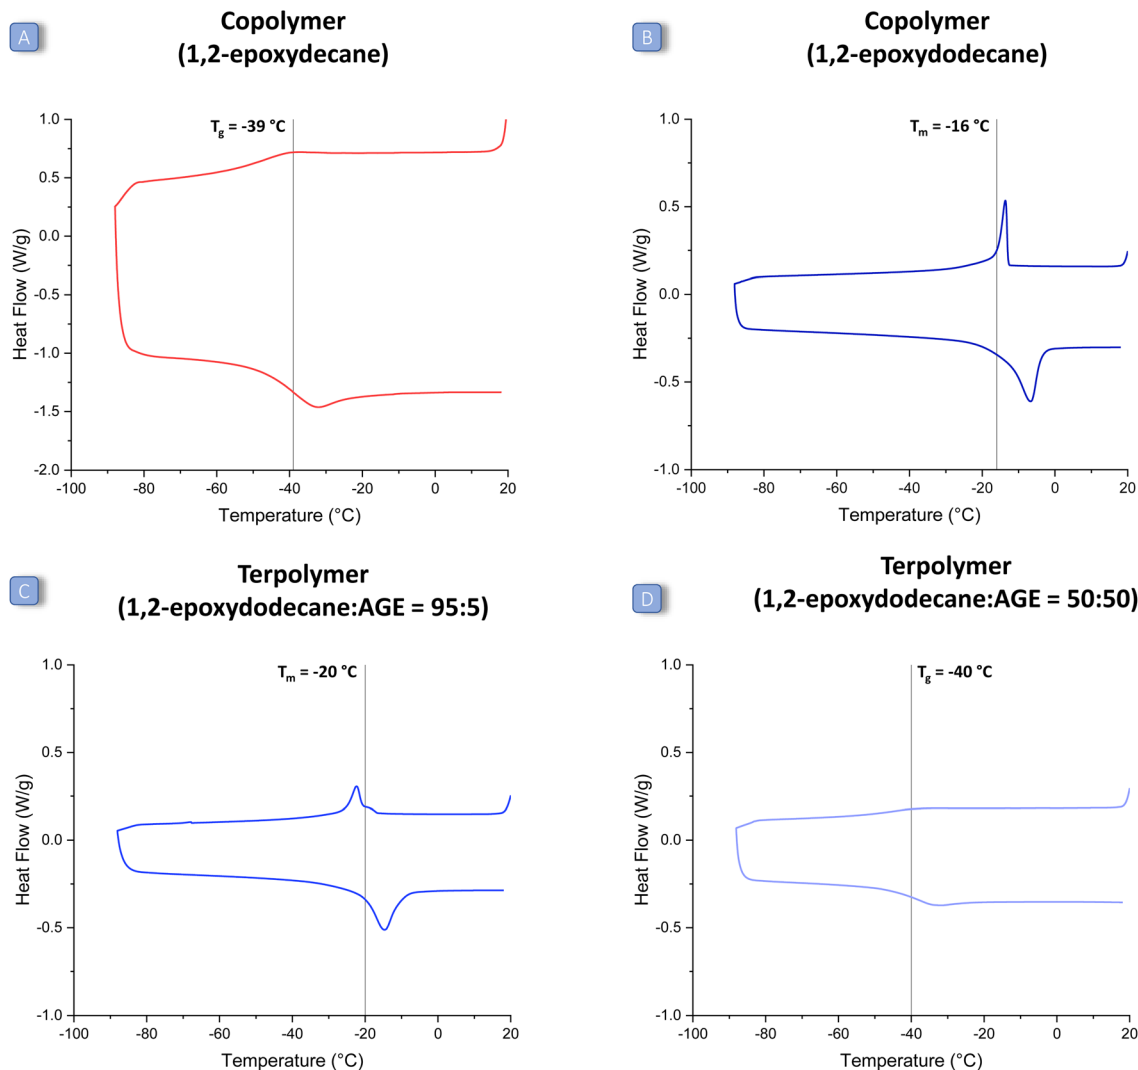 A
Copolymer
(1,2-epoxydecane)
Tg = -39 °C
1.0
0.5
0.0
-0.5
-1.0
-1.5
-2.0
Heat Flow (W/g)
-100 -80 -60 -40 -20 0 20
Temperature (°C)
B
Copolymer
(1,2-epoxydodecane)
Tm = -16 °C
1.0
0.5
0.0
-0.5
-1.0
Heat Flow (W/g)
-100 -80 -60 -40 -20 0 20
Temperature (°C)
C
Terpolymer
(1,2-epoxydodecane:AGE = 95:5)
Tm = -20 °C
1.0
0.5
0.0
-0.5
-1.0
Heat Flow (W/g)
-100 -80 -60 -40 -20 0 20
Temperature (°C)
D
Terpolymer
(1,2-epoxydodecane:AGE = 50:50)
Tg = -40 °C
1.0
0.5
0.0
-0.5
-1.0
Heat Flow (W/g)
-100 -80 -60 -40 -20 0 20
Temperature (°C)